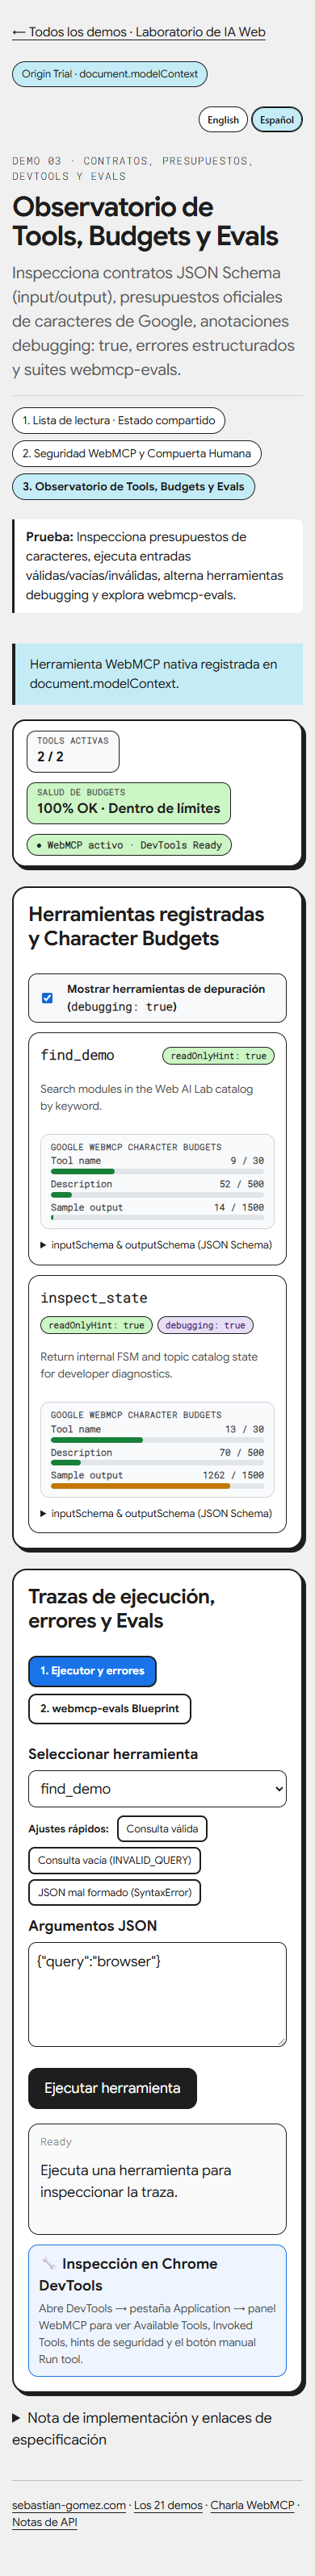 ← Todos los demos · Laboratorio de IA Web
Origin Trial · document.modelContext
English
Español
DEMO 03 · CONTRATOS, PRESUPUESTOS,
DEVTOOLS Y EVALS
Observatorio de
Tools, Budgets y Evals
Inspecciona contratos JSON Schema
(input/output), presupuestos oficiales
de caracteres de Google, anotaciones
debugging: true, errores estructurados
y suites webmcp-evals.
1. Lista de lectura · Estado compartido
2. Seguridad WebMCP y Compuerta Humana
3. Observatorio de Tools, Budgets y Evals
Prueba: Inspecciona presupuestos de
caracteres, ejecuta entradas
válidas/vacías/inválidas, alterna herramientas
debugging y explora webmcp-evals.
Herramienta WebMCP nativa registrada en
document.modelContext.
TOOLS ACTIVAS
2 / 2
SALUD DE BUDGETS
100% OK · Dentro de límites
● WebMCP activo · DevTools Ready
Herramientas registradas
y Character Budgets
Mostrar herramientas de depuración
(debugging: true)
find_demo
readOnlyHint: true
Search modules in the Web AI Lab catalog
by keyword.
GOOGLE WEBMCP CHARACTER BUDGETS
Tool name 9 / 30
Description 52 / 500
Sample output 14 / 1500
▶ inputSchema & outputSchema (JSON Schema)
inspect_state
readOnlyHint: true
debugging: true
Return internal FSM and topic catalog state
for developer diagnostics.
GOOGLE WEBMCP CHARACTER BUDGETS
Tool name 13 / 30
Description 70 / 500
Sample output 1262 / 1500
▶ inputSchema & outputSchema (JSON Schema)
Trazas de ejecución,
errores y Evals
1. Ejecutor y errores
2. webmcp-evals Blueprint
Seleccionar herramienta
find_demo
Ajustes rápidos:
Consulta válida
Consulta vacía (INVALID_QUERY)
JSON mal formado (SyntaxError)
Argumentos JSON
{"query":"browser"}
Ejecutar herramienta
Ready
Ejecuta una herramienta para
inspeccionar la traza.
🔧 Inspección en Chrome
DevTools
Abre DevTools → pestaña Application → panel
WebMCP para ver Available Tools, Invoked
Tools, hints de seguridad y el botón manual
Run tool.
▶ Nota de implementación y enlaces de
especificación
sebastian-gomez.com · Los 21 demos · Charla WebMCP ·
Notas de API